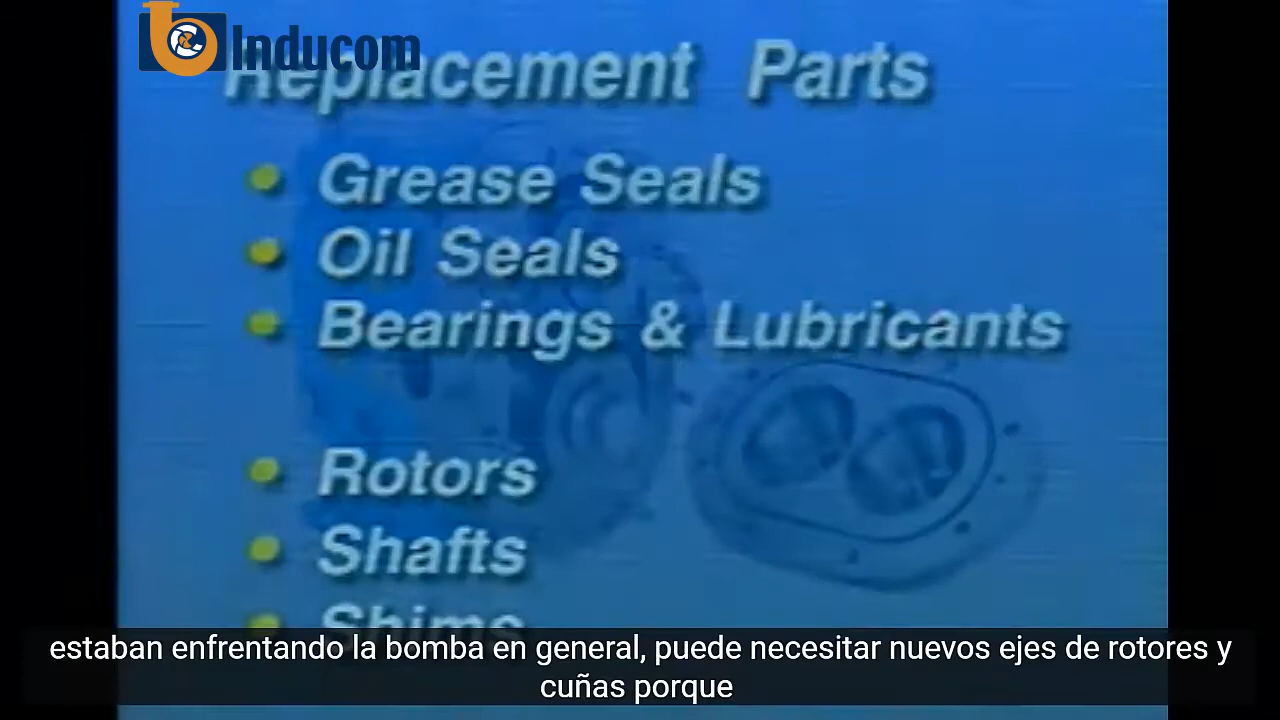 Inducom
Replacement Parts
Grease Seals
Oil Seals
Bearings & Lubricants
Rotors
Shafts
Shims
estaban enfrentando la bomba en general, puede necesitar nuevos ejes de rotores y
cuñas porque